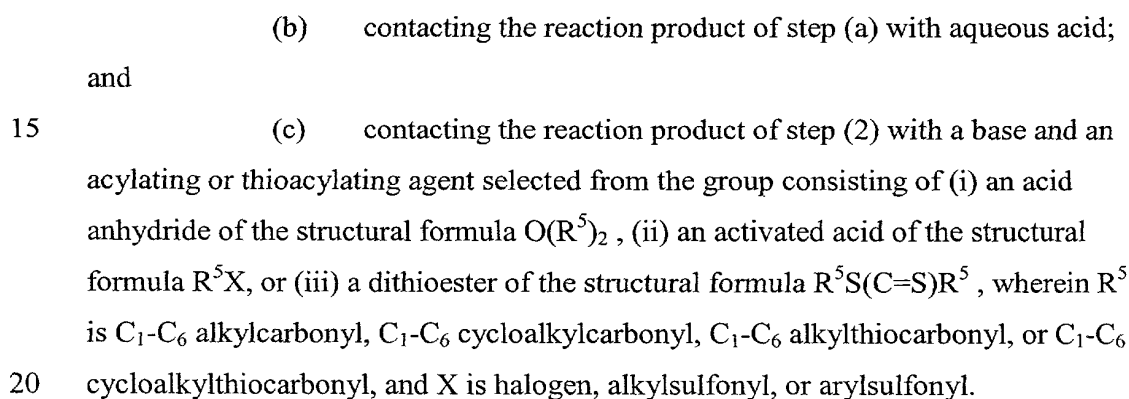 (b) contacting the reaction product of step (a) with aqueous acid;
and
15 (c) contacting the reaction product of step (2) with a base and an
acylating or thioacylating agent selected from the group consisting of (i) an acid
anhydride of the structural formula O(R⁵)₂ , (ii) an activated acid of the structural
formula R⁵X, or (iii) a dithioester of the structural formula R⁵S(C=S)R⁵ , wherein R⁵
is C₁-C₆ alkylcarbonyl, C₁-C₆ cycloalkylcarbonyl, C₁-C₆ alkylthiocarbonyl, or C₁-C₆
20 cycloalkylthiocarbonyl, and X is halogen, alkylsulfonyl, or arylsulfonyl.